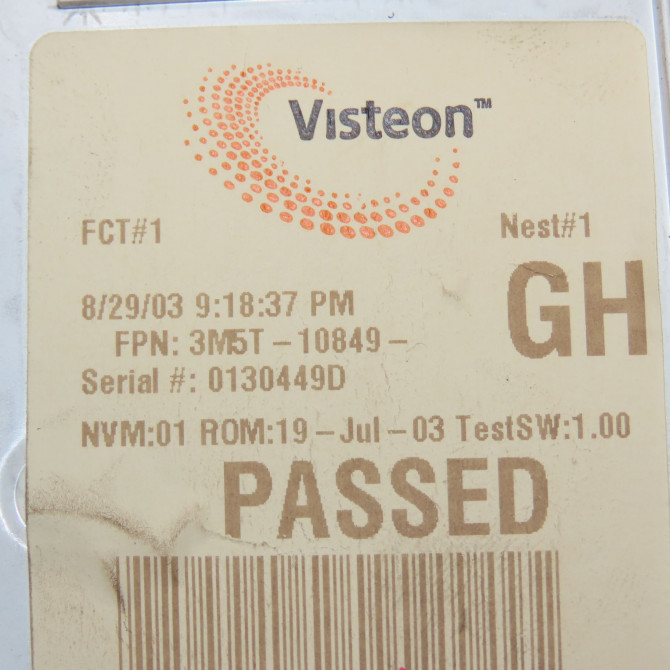 Visteon™
FCT#1
Nest#1
8/29/03 9:18:37 PM
GH
FPN: 3M5T-10849-
Serial #: 0130449D
NVM:01 ROM:19-Jul-03 TestSW:1.00
PASSED